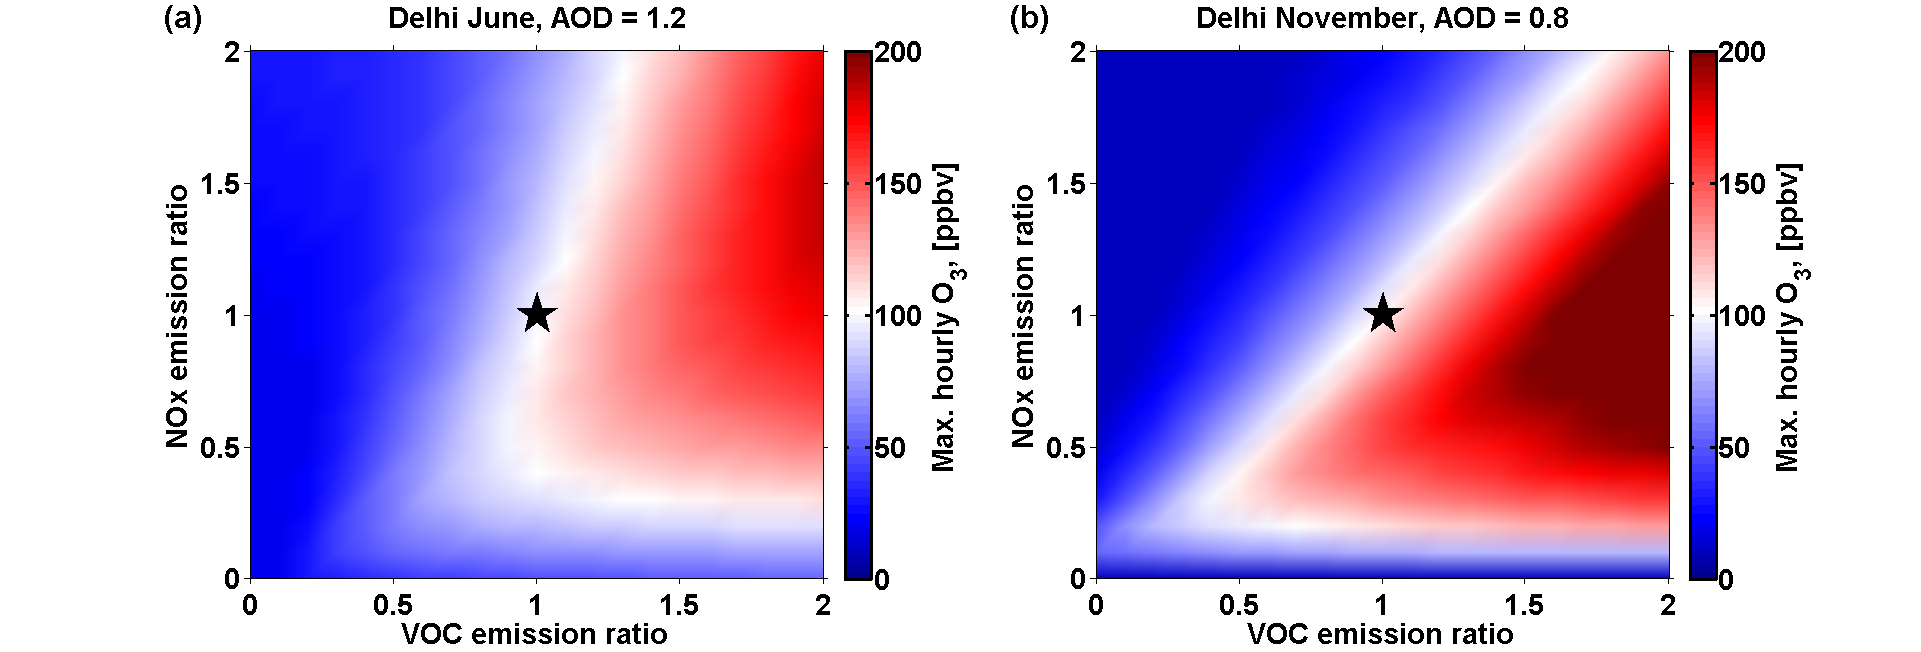 (a) Delhi June, AOD = 1.2
2
1.5
1
0.5
0
0 0.5 1 1.5 2
NOx emission ratio
VOC emission ratio
200
150
100
50
0
Max. hourly O3, [ppbv]
(b) Delhi November, AOD = 0.8
2
1.5
1
0.5
0
0 0.5 1 1.5 2
NOx emission ratio
VOC emission ratio
200
150
100
50
0
Max. hourly O3, [ppbv]